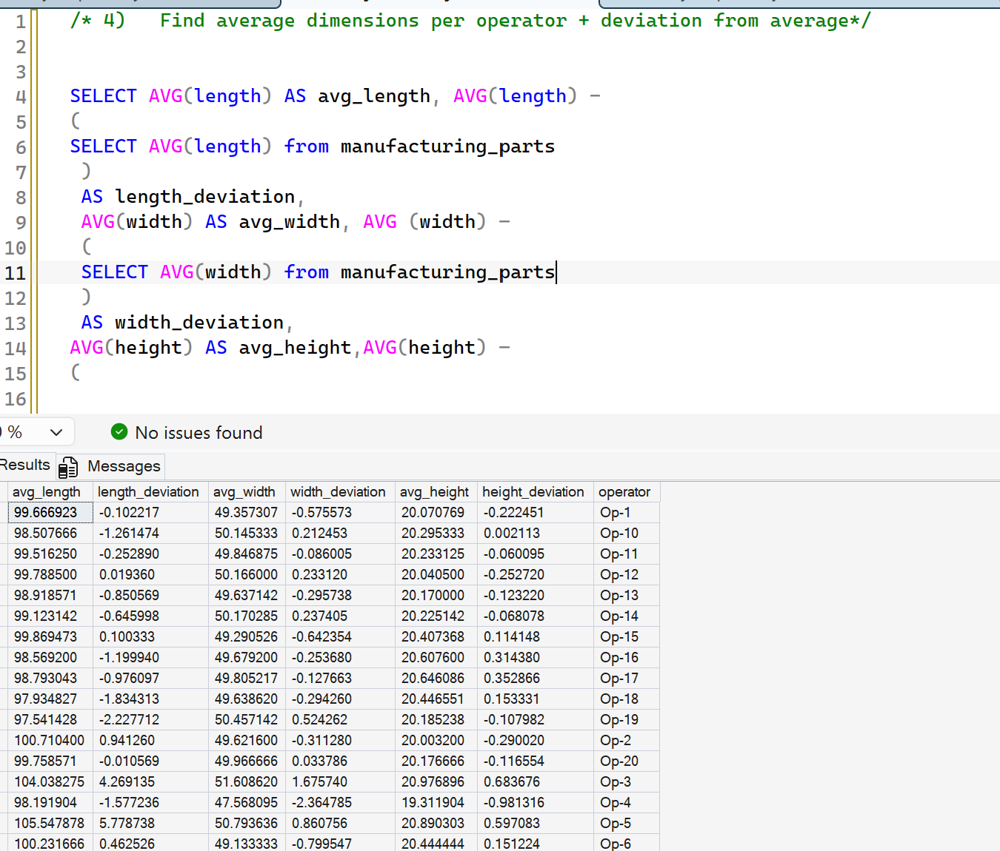 1 /* 4) Find average dimensions per operator + deviation from average*/
2
3
4 SELECT AVG(length) AS avg_length, AVG(length) -
5 (
6 SELECT AVG(length) from manufacturing_parts
7 )
8 AS length_deviation,
9 AVG(width) AS avg_width, AVG (width) -
10 (
11 SELECT AVG(width) from manufacturing_parts
12 )
13 AS width_deviation,
14 AVG(height) AS avg_height,AVG(height) -
15 (
16
% No issues found
Results Messages
avg_length length_deviation avg_width width_deviation avg_height height_deviation operator
99.666923 -0.102217 49.357307 -0.575573 20.070769 -0.222451 Op-1
98.507666 -1.261474 50.145333 0.212453 20.295333 0.002113 Op-10
99.516250 -0.252890 49.846875 -0.086005 20.233125 -0.060095 Op-11
99.788500 0.019360 50.166000 0.233120 20.040500 -0.252720 Op-12
98.918571 -0.850569 49.637142 -0.295738 20.170000 -0.123220 Op-13
99.123142 -0.645998 50.170285 0.237405 20.225142 -0.068078 Op-14
99.869473 0.100333 49.290526 -0.642354 20.407368 0.114148 Op-15
98.569200 -1.199940 49.679200 -0.253680 20.607600 0.314380 Op-16
98.793043 -0.976097 49.805217 -0.127663 20.646086 0.352866 Op-17
97.934827 -1.834313 49.638620 -0.294260 20.446551 0.153331 Op-18
97.541428 -2.227712 50.457142 0.524262 20.185238 -0.107982 Op-19
100.710400 0.941260 49.621600 -0.311280 20.003200 -0.290020 Op-2
99.758571 -0.010569 49.966666 0.033786 20.176666 -0.116554 Op-20
104.038275 4.269135 51.608620 1.675740 20.976896 0.683676 Op-3
98.191904 -1.577236 47.568095 -2.364785 19.311904 -0.981316 Op-4
105.547878 5.778738 50.793636 0.860756 20.890303 0.597083 Op-5
100.231666 0.462526 49.133333 -0.799547 20.444444 0.151224 Op-6